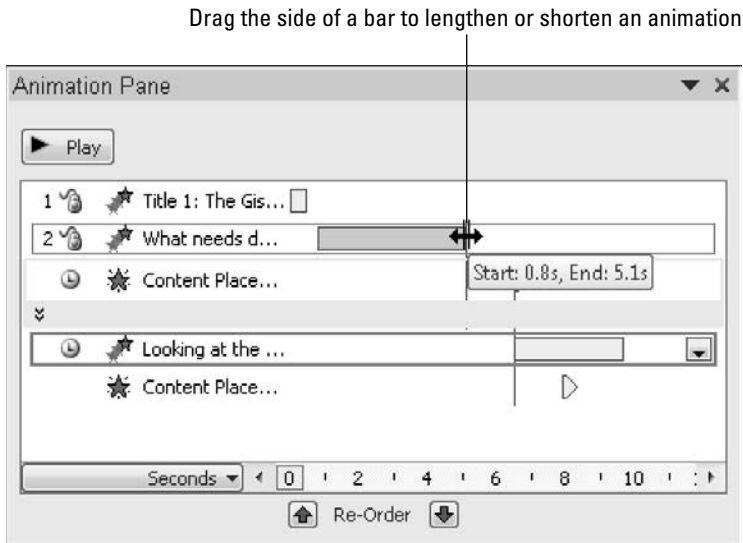 Drag the side of a bar to lengthen or shorten an animation
Animation Pane
Play
1 Title 1: The Gis...
2 What needs d...
Start: 0.8s, End: 5.1s
Content Place...
Looking at the ...
Content Place...
Seconds 0 2 4 6 8 10
Re-Order